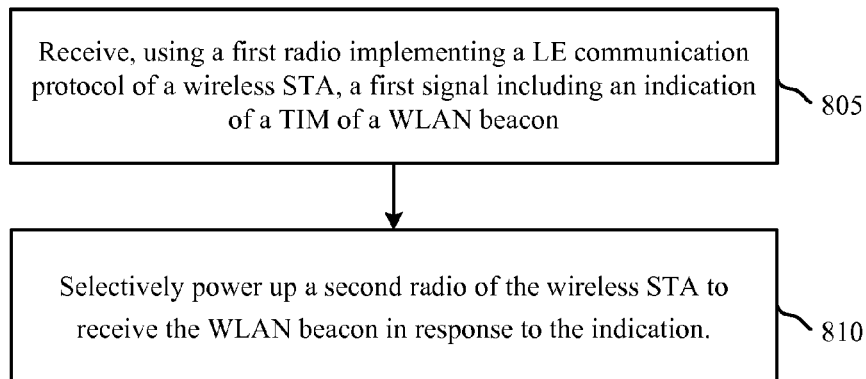 Receive, using a first radio implementing a LE communication
protocol of a wireless STA, a first signal including an indication
of a TIM of a WLAN beacon
805
Selectively power up a second radio of the wireless STA to
receive the WLAN beacon in response to the indication.
810